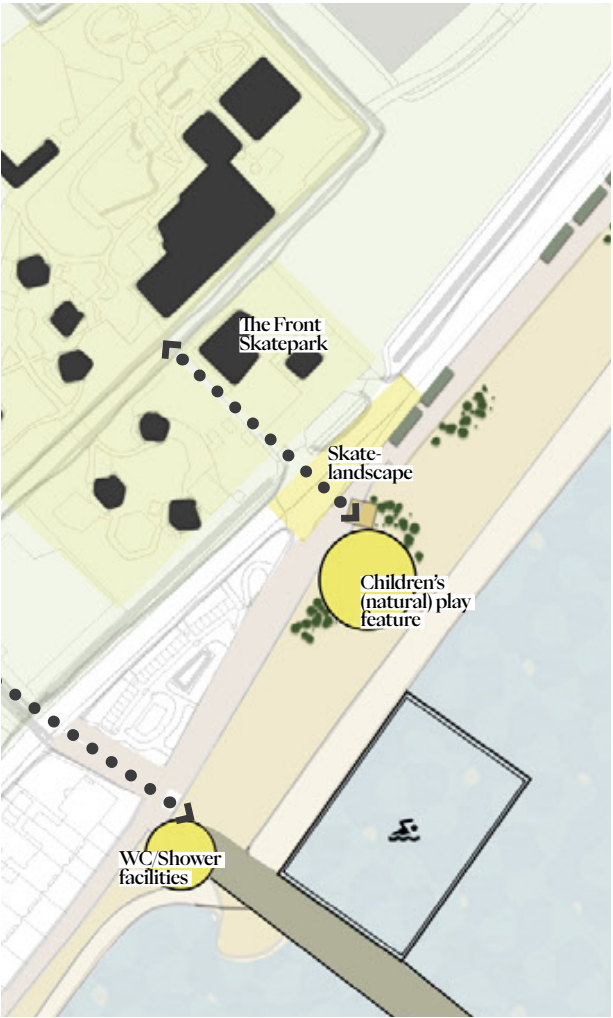 The Front
Skatepark
Skate-
landscape
Children's
(natural) play
feature
WC/Shower
facilities